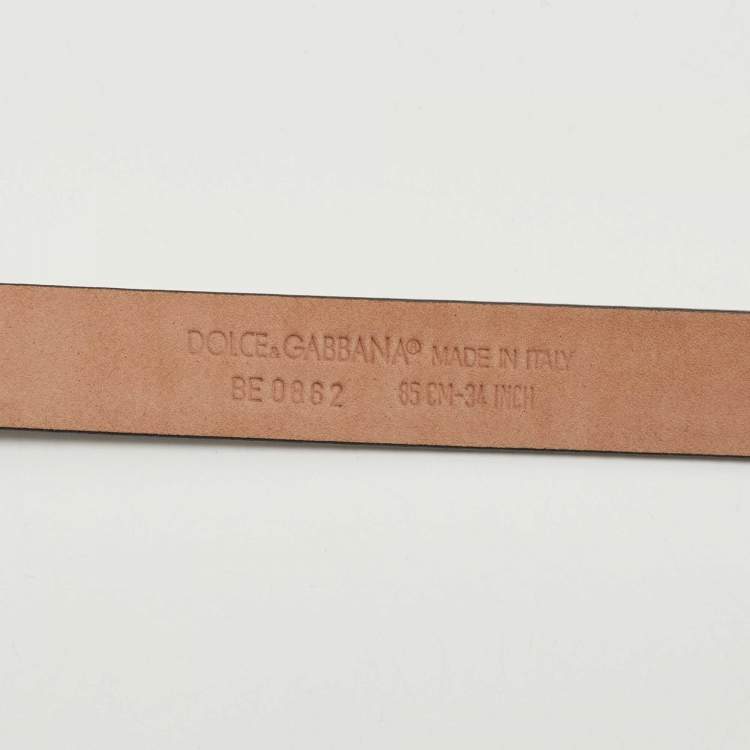 DOLCE&GABBANA® MADE IN ITALY
BE 0862 85 CM-34 INCH